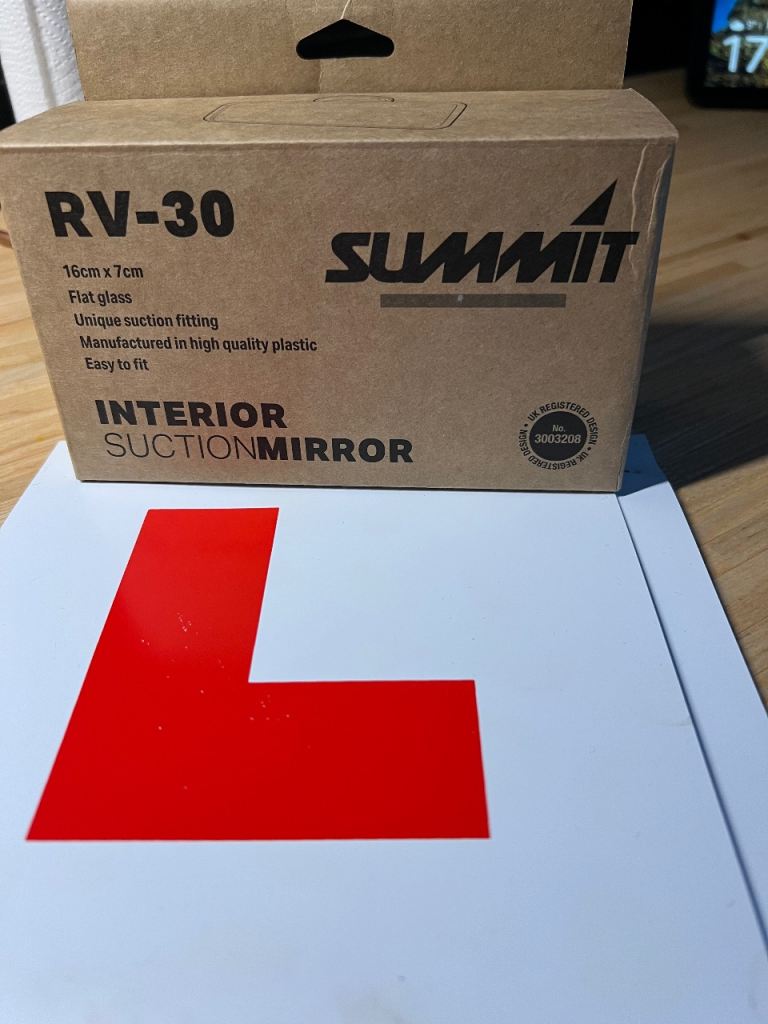 17
RV-30
SUMMIT
16cm x 7cm
Flat glass
Unique suction fitting
Manufactured in high quality plastic
Easy to fit
INTERIOR
SUCTIONMIRROR
UK REGISTERED DESIGN • UK REGISTERED DESIGN •
No.
3003208
L